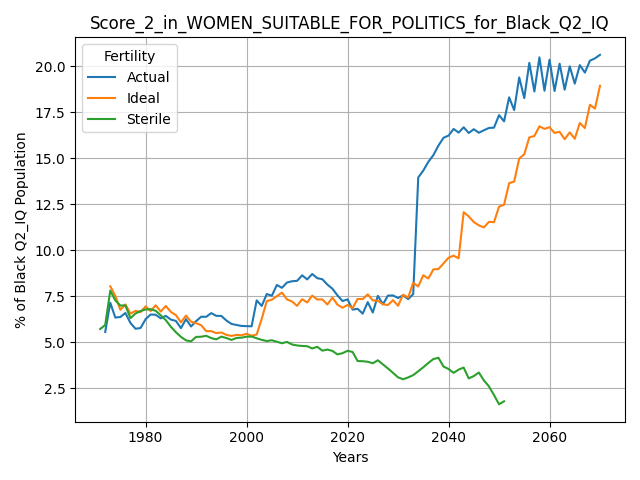 Score_2_in_WOMEN_SUITABLE_FOR_POLITICS_for_Black_Q2_IQ
Fertility
Actual
Ideal
Sterile
% of Black Q2_IQ Population
20.0
17.5
15.0
12.5
10.0
7.5
5.0
2.5
1980 2000 2020 2040 2060
Years